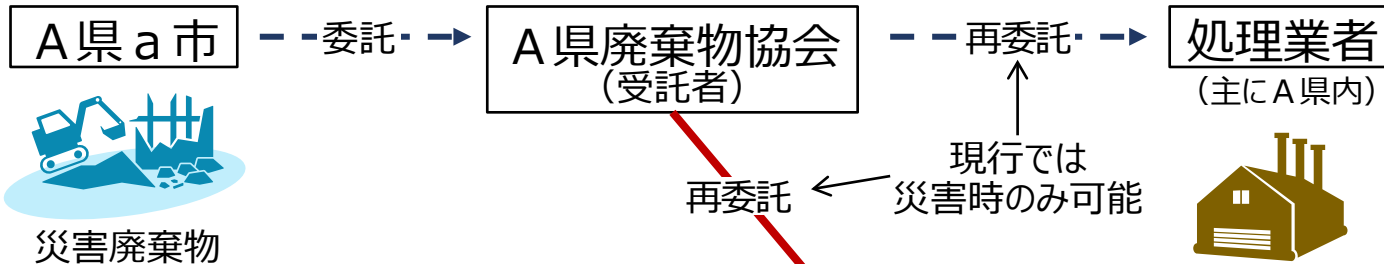 A県a市
委託
A県廃棄物協会
（受託者）
再委託
処理業者
（主にA県内）
現行では
災害時のみ可能
再委託
災害廃棄物